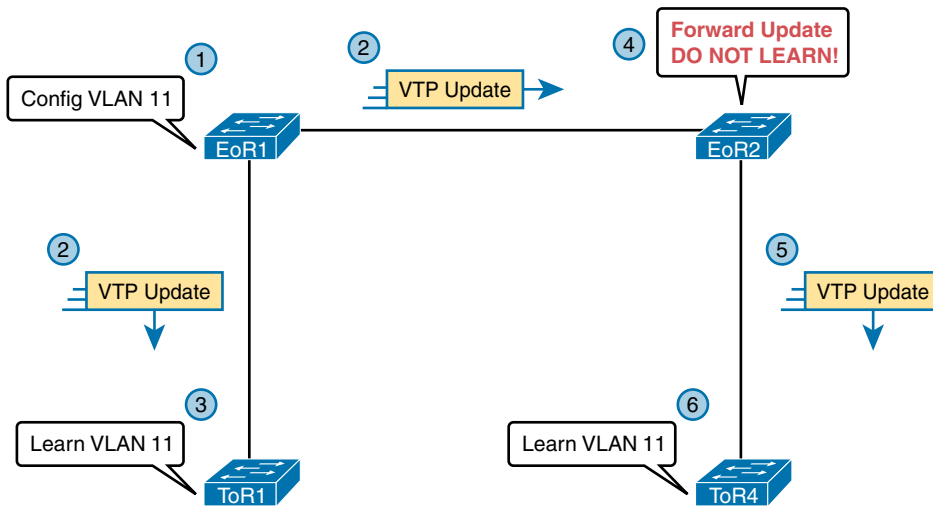 1
Config VLAN 11
2
VTP Update
4
Forward Update
DO NOT LEARN!
EoR1
EoR2
2
VTP Update
5
VTP Update
3
Learn VLAN 11
6
Learn VLAN 11
ToR1
ToR4